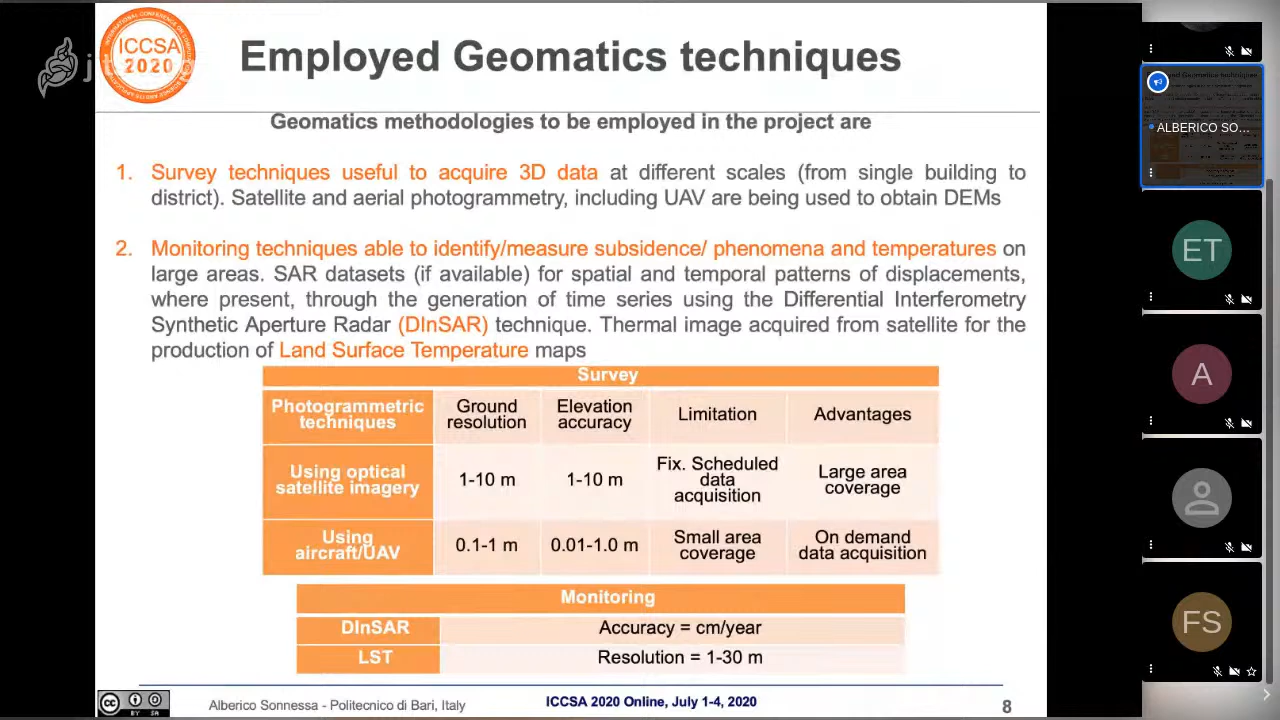 ICCSA
2020
Employed Geomatics techniques
Geomatics methodologies to be employed in the project are
1. Survey techniques useful to acquire 3D data at different scales (from single building to
district). Satellite and aerial photogrammetry, including UAV are being used to obtain DEMs
2. Monitoring techniques able to identify/measure subsidence/ phenomena and temperatures on
large areas. SAR datasets (if available) for spatial and temporal patterns of displacements,
where present, through the generation of time series using the Differential Interferometry
Synthetic Aperture Radar (DInSAR) technique. Thermal image acquired from satellite for the
production of Land Surface Temperature maps
Survey
Photogrammetric techniques Ground resolution Elevation accuracy Limitation Advantages
Using optical satellite imagery 1-10 m 1-10 m Fix. Scheduled data acquisition Large area coverage
Using aircraft/UAV 0.1-1 m 0.01-1.0 m Small area coverage On demand data acquisition
Monitoring
DInSAR Accuracy = cm/year
LST Resolution = 1-30 m
cc BY SA
Alberico Sonnessa - Politecnico di Bari, Italy
ICCSA 2020 Online, July 1-4, 2020
8
Employed Geomatics techniques
ALBERICO SO...
ET
A
FS